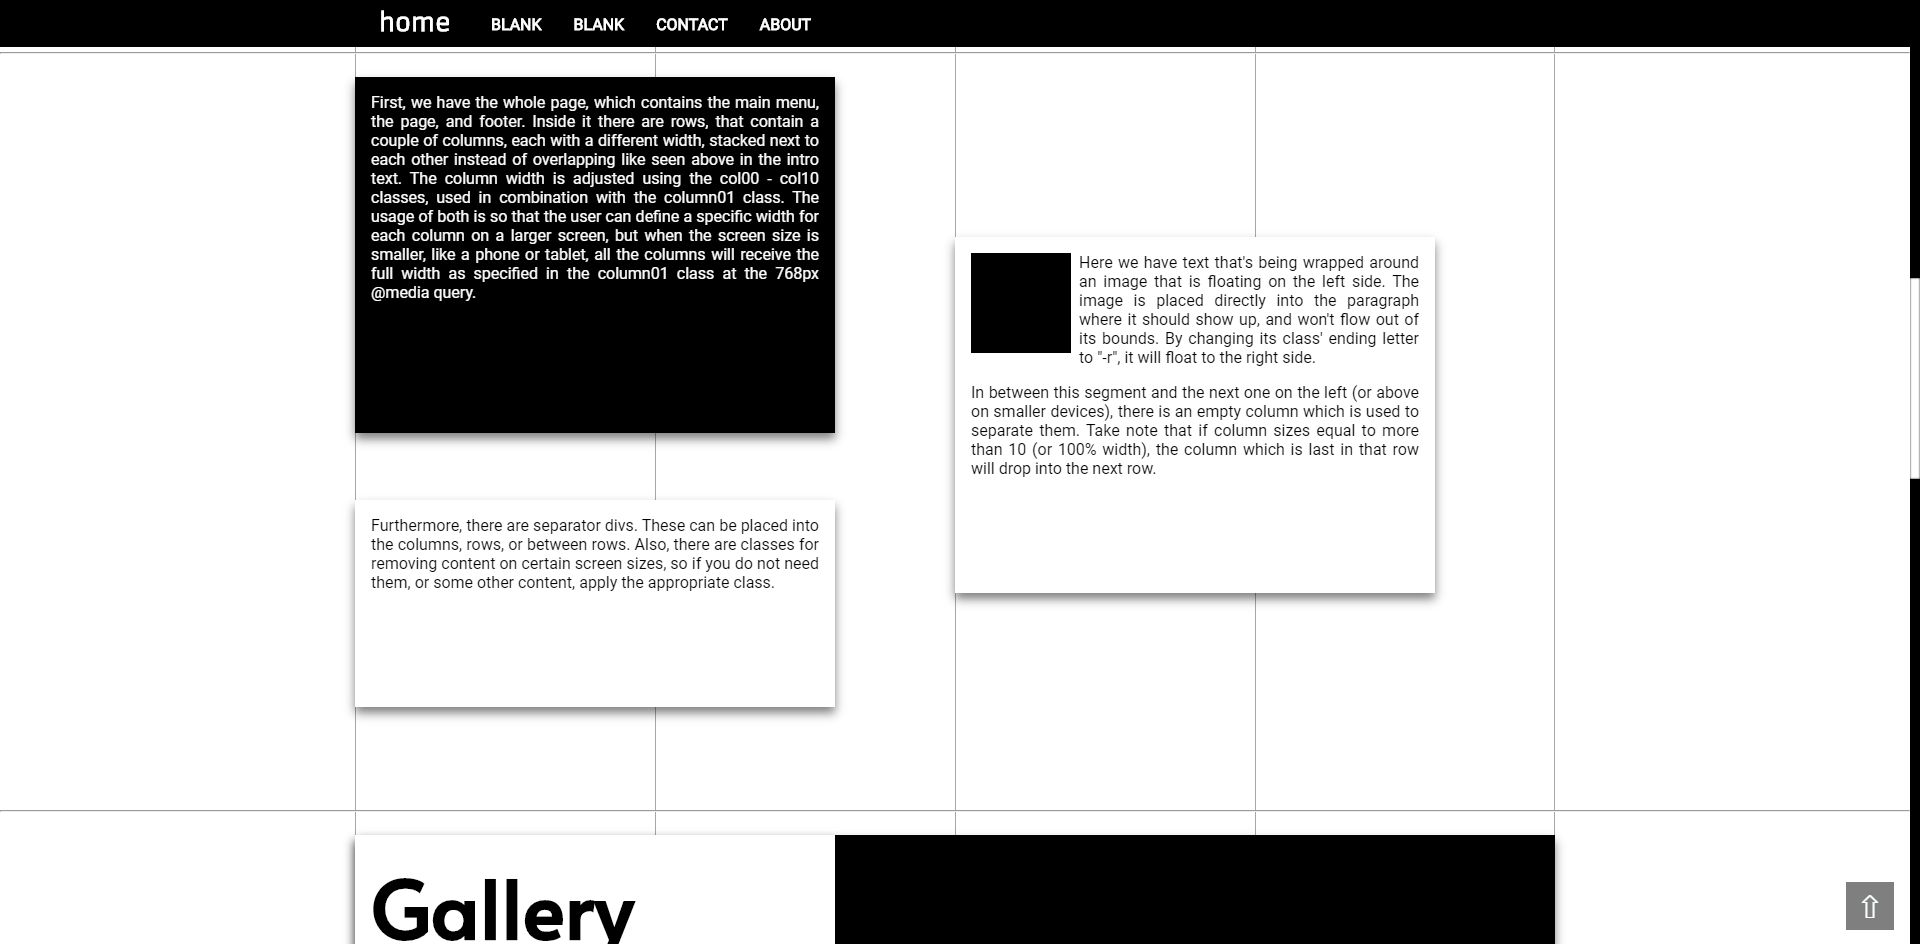 home BLANK BLANK CONTACT ABOUT
First, we have the whole page, which contains the main menu,
the page, and footer. Inside it there are rows, that contain a
couple of columns, each with a different width, stacked next to
each other instead of overlapping like seen above in the intro
text. The column width is adjusted using the col00 - col10
classes, used in combination with the column01 class. The
usage of both is so that the user can define a specific width for
each column on a larger screen, but when the screen size is
smaller, like a phone or tablet, all the columns will receive the
full width as specified in the column01 class at the 768px
@media query.
Here we have text that's being wrapped around
an image that is floating on the left side. The
image is placed directly into the paragraph
where it should show up, and won't flow out of
its bounds. By changing its class' ending letter
to "-r", it will float to the right side.
In between this segment and the next one on the left (or above
on smaller devices), there is an empty column which is used to
separate them. Take note that if column sizes equal to more
than 10 (or 100% width), the column which is last in that row
will drop into the next row.
Furthermore, there are separator divs. These can be placed into
the columns, rows, or between rows. Also, there are classes for
removing content on certain screen sizes, so if you do not need
them, or some other content, apply the appropriate class.
Gallery
⇧